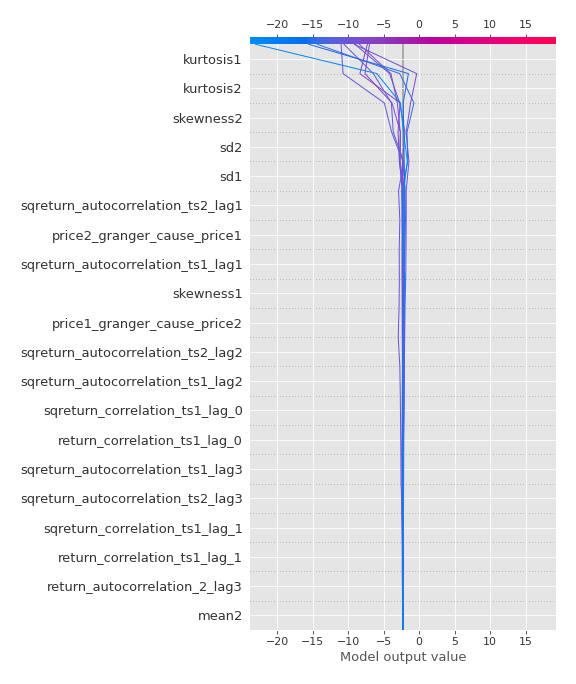 −20 −15 −10 −5 0 5 10 15
kurtosis1
kurtosis2
skewness2
sd2
sd1
sqreturn_autocorrelation_ts2_lag1
price2_granger_cause_price1
sqreturn_autocorrelation_ts1_lag1
skewness1
price1_granger_cause_price2
sqreturn_autocorrelation_ts2_lag2
sqreturn_autocorrelation_ts1_lag2
sqreturn_correlation_ts1_lag_0
return_correlation_ts1_lag_0
sqreturn_autocorrelation_ts1_lag3
sqreturn_autocorrelation_ts2_lag3
sqreturn_correlation_ts1_lag_1
return_correlation_ts1_lag_1
return_autocorrelation_2_lag3
mean2
−20 −15 −10 −5 0 5 10 15
Model output value